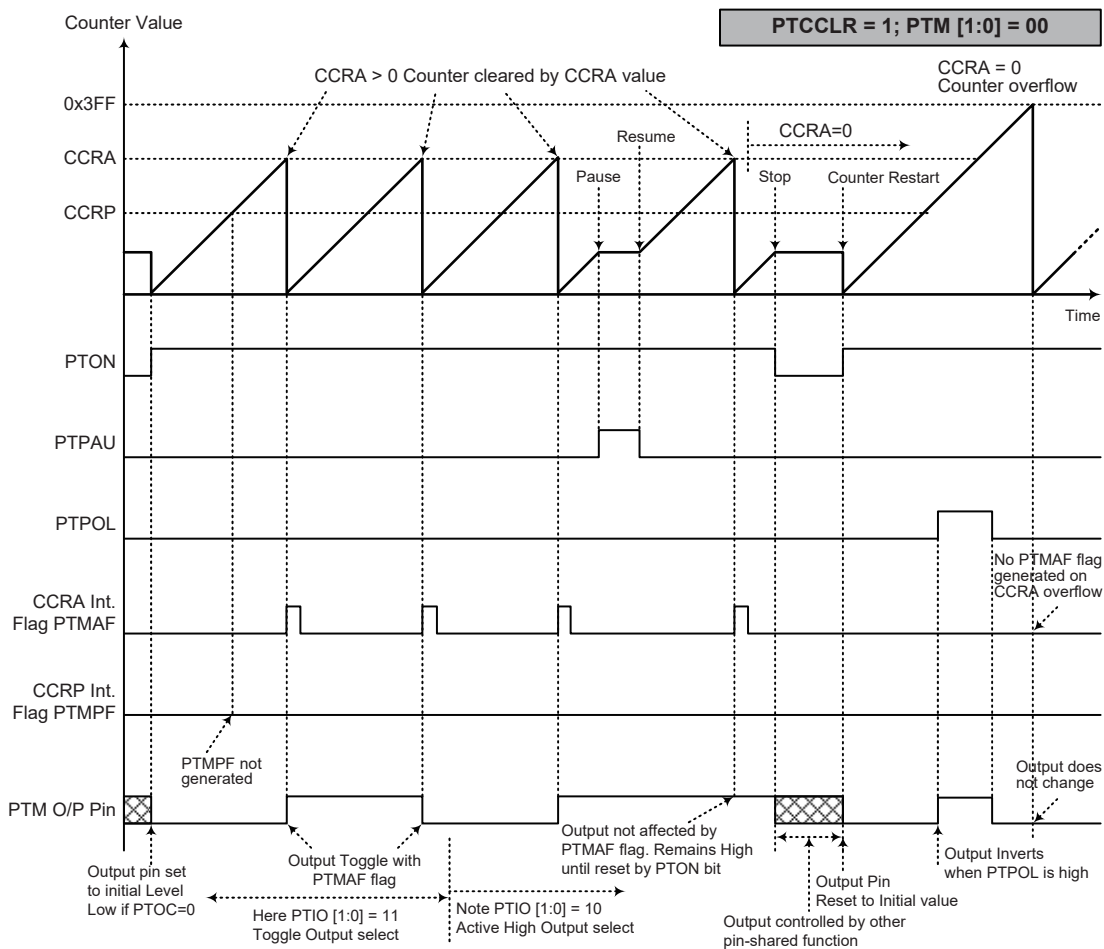 Counter Value
PTCCLR = 1; PTM [1:0] = 00
CCRA > 0 Counter cleared by CCRA value
CCRA = 0
Counter overflow
0x3FF
CCRA
CCRP
Resume
CCRA=0
Pause
Stop
Counter Restart
Time
PTON
PTPAU
PTPOL
No PTMAF flag
generated on
CCRA overflow
CCRA Int.
Flag PTMAF
CCRP Int.
Flag PTMPF
PTMPF not
generated
Output does
not change
PTM O/P Pin
Output pin set
to initial Level
Low if PTOC=0
Output Toggle with
PTMAF flag
Here PTIO [1:0] = 11
Toggle Output select
Note PTIO [1:0] = 10
Active High Output select
Output not affected by
PTMAF flag. Remains High
until reset by PTON bit
Output controlled by other
pin-shared function
Output Pin
Reset to Initial value
Output Inverts
when PTPOL is high